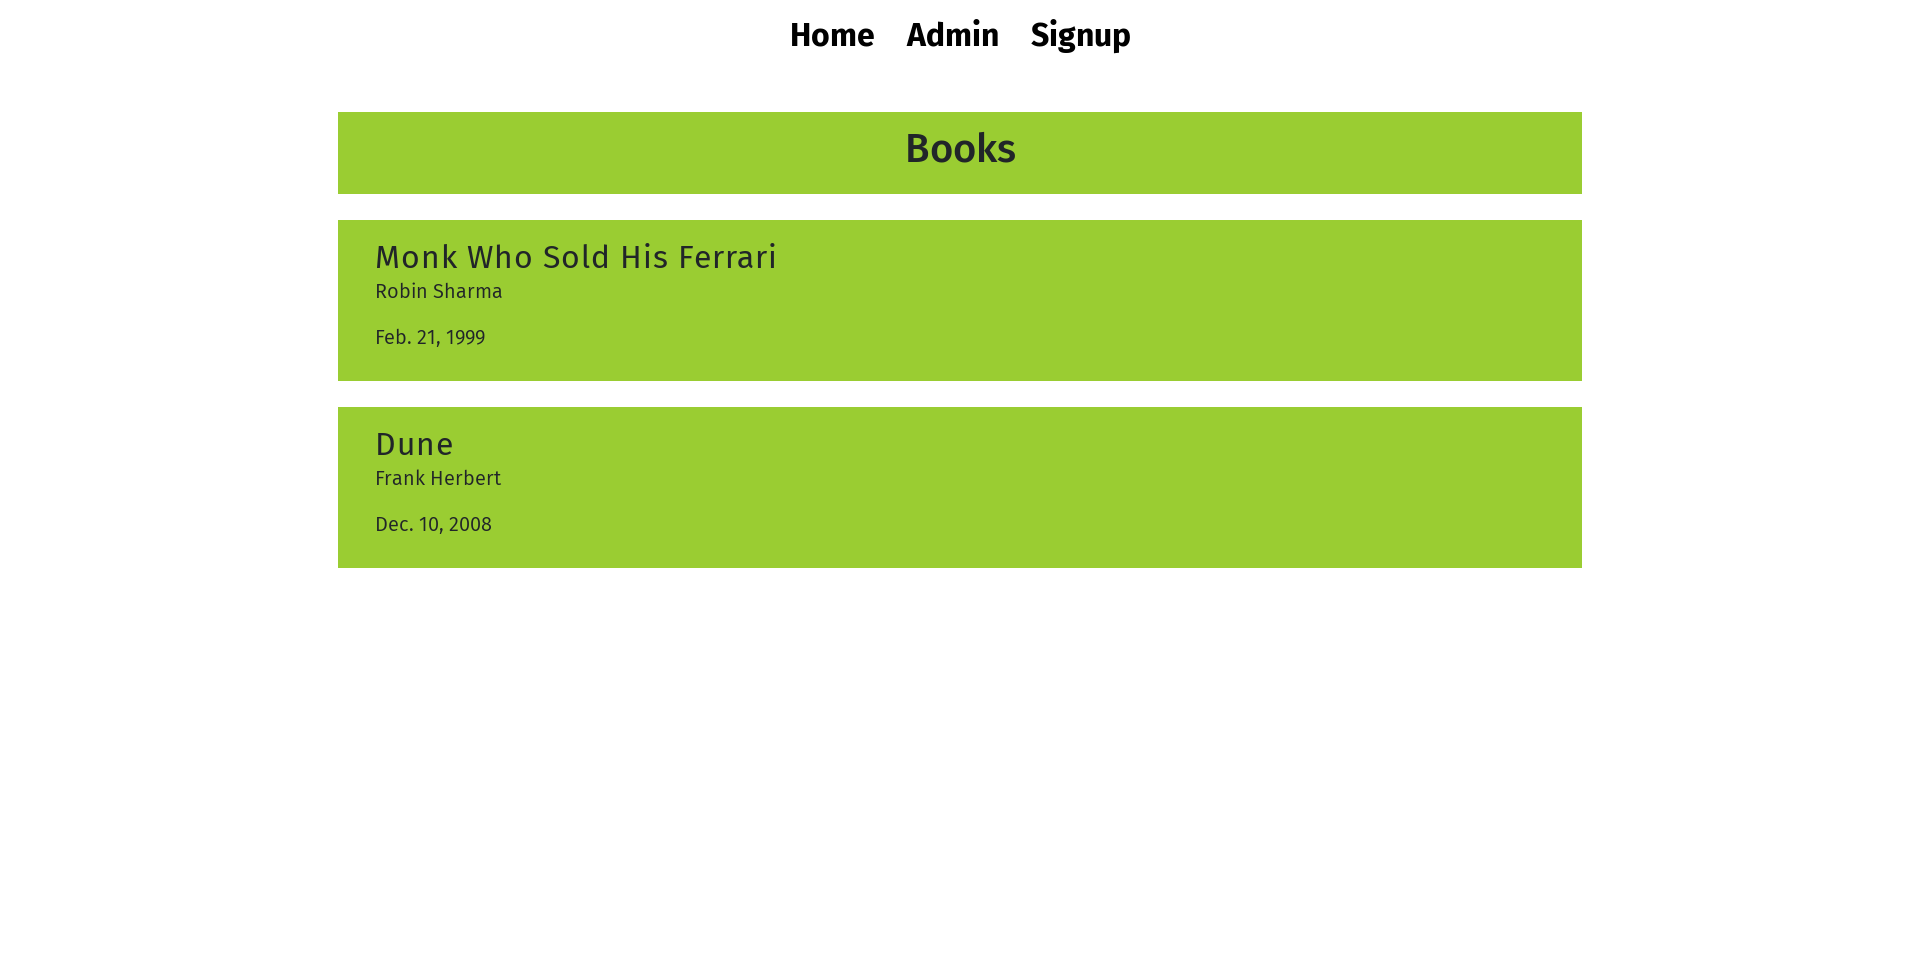 Home Admin Signup
Books
Monk Who Sold His Ferrari
Robin Sharma
Feb. 21, 1999
Dune
Frank Herbert
Dec. 10, 2008